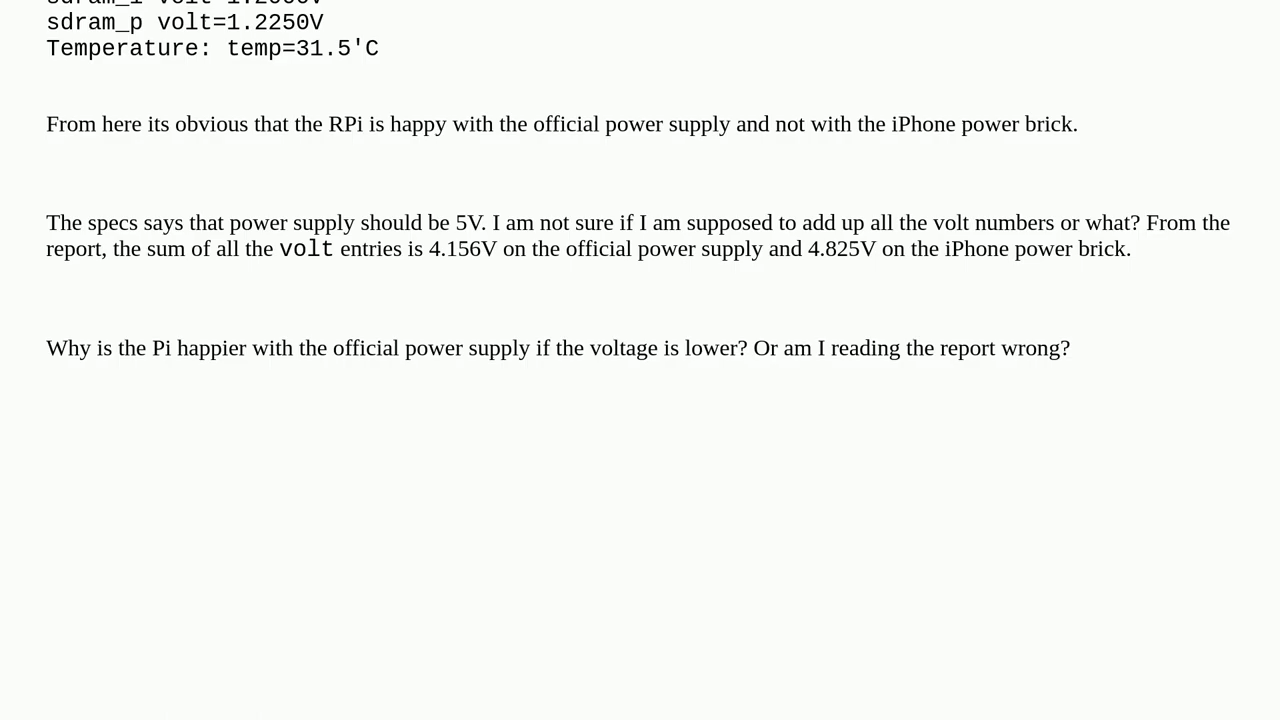 sdram_p volt=1.2250V
Temperature: temp=31.5'C
From here its obvious that the RPi is happy with the official power supply and not with the iPhone power brick.
The specs says that power supply should be 5V. I am not sure if I am supposed to add up all the volt numbers or what? From the
report, the sum of all the volt entries is 4.156V on the official power supply and 4.825V on the iPhone power brick.
Why is the Pi happier with the official power supply if the voltage is lower? Or am I reading the report wrong?